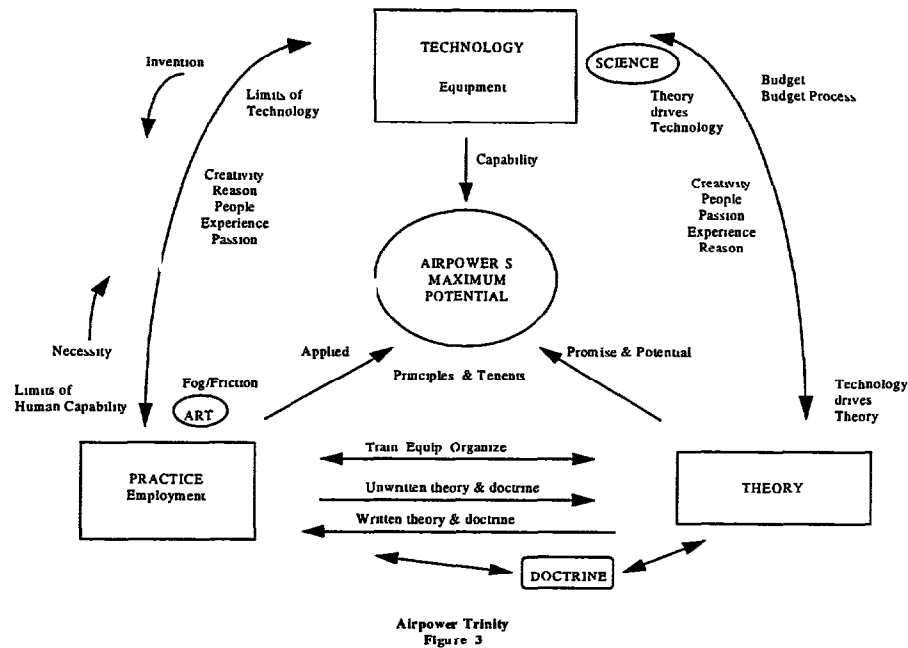 TECHNOLOGY
Equipment
SCIENCE
Invention
Limits of
Technology
Theory
drives
Technology
Budget
Budget Process
Capability
Creativity
Reason
People
Experience
Passion
Creativity
People
Passion
Experience
Reason
AIRPOWER S
MAXIMUM
POTENTIAL
Necessity
Applied
Promise & Potential
Principles & Tenents
Limits of
Human Capability
Fog/Friction
ART
Technology
drives
Theory
PRACTICE
Employment
Train Equip Organize
Unwritten theory & doctrine
Written theory & doctrine
THEORY
DOCTRINE
Airpower Trinity
Figure 3